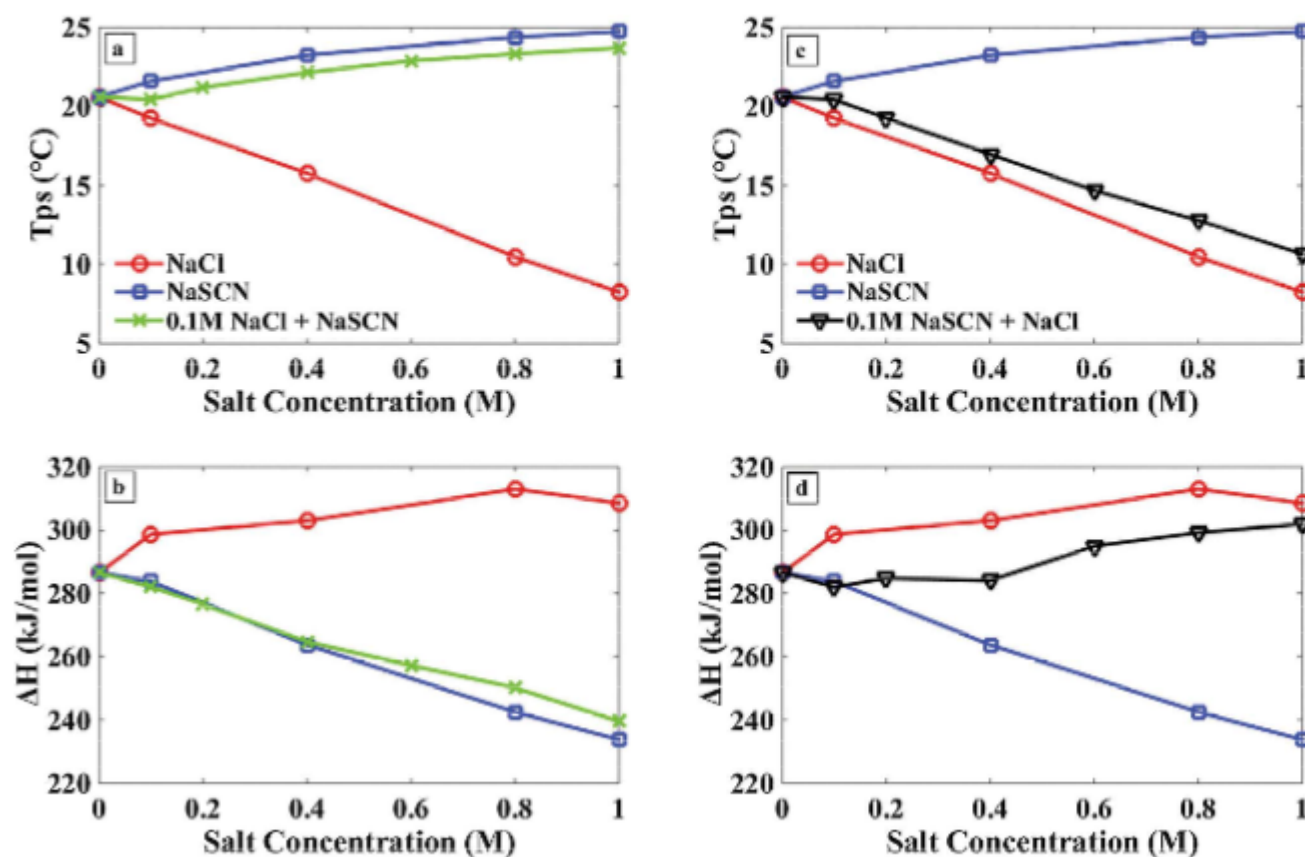 a
25
20
15
10
5
Tps (°C)
NaCl
NaSCN
0.1M NaCl + NaSCN
0 0.2 0.4 0.6 0.8 1
Salt Concentration (M)
c
25
20
15
10
5
Tps (°C)
NaCl
NaSCN
0.1M NaSCN + NaCl
0 0.2 0.4 0.6 0.8 1
Salt Concentration (M)
b
320
300
280
260
240
220
ΔH (kJ/mol)
0 0.2 0.4 0.6 0.8 1
Salt Concentration (M)
d
320
300
280
260
240
220
ΔH (kJ/mol)
0 0.2 0.4 0.6 0.8 1
Salt Concentration (M)